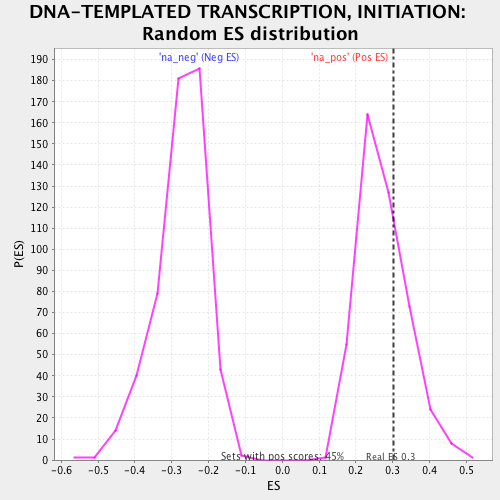 DNA-TEMPLATED TRANSCRIPTION, INITIATION:
Random ES distribution
'na_neg' (Neg ES)
'na_pos' (Pos ES)
P(ES)
190
180
170
160
150
140
130
120
110
100
90
80
70
60
50
40
30
20
10
0
Sets with pos scores: 45%
Real ES 0.3
-0.6 -0.5 -0.4 -0.3 -0.2 -0.1 0.0 0.1 0.2 0.3 0.4 0.5
ES